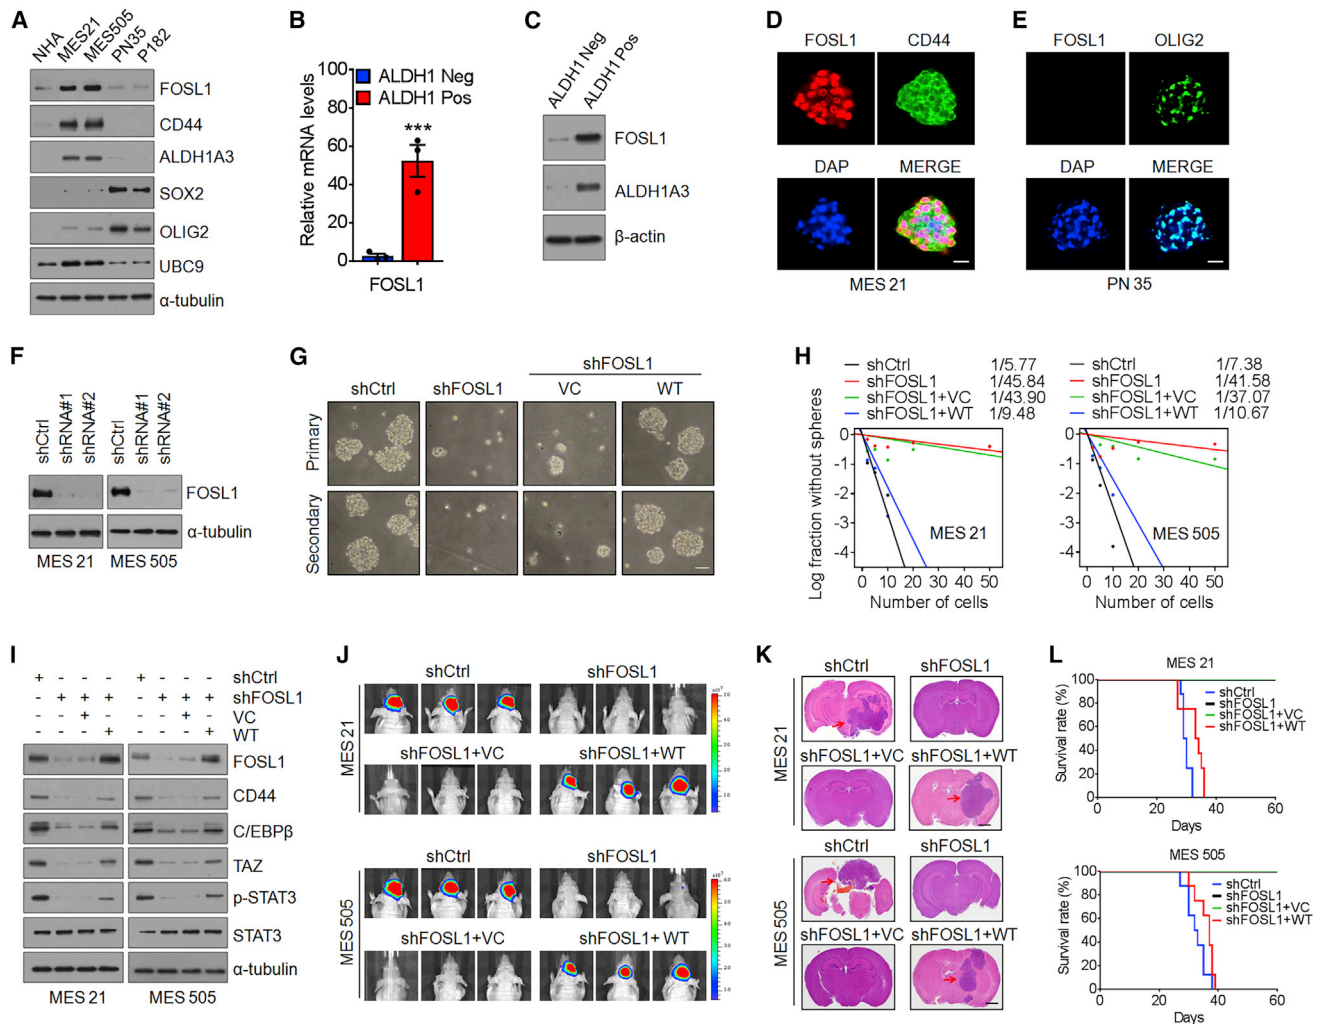 A
NHA
MES21
MES505
PN35
P182
FOSL1
CD44
ALDH1A3
SOX2
OLIG2
UBC9
α-tubulin
B
Relative mRNA levels
100
80
60
40
20
0
ALDH1 Neg
ALDH1 Pos
***
FOSL1
C
ALDH1 Neg
ALDH1 Pos
FOSL1
ALDH1A3
β-actin
D
FOSL1 CD44
DAP MERGE
MES 21
E
FOSL1 OLIG2
DAP MERGE
PN 35
F
shCtrl
shRNA#1
shRNA#2
shCtrl
shRNA#1
shRNA#2
FOSL1
α-tubulin
MES 21 MES 505
G
shFOSL1
shCtrl shFOSL1 VC WT
Primary
Secondary
H
shCtrl 1/5.77
shFOSL1 1/45.84
shFOSL1+VC 1/43.90
shFOSL1+WT 1/9.48
shCtrl 1/7.38
shFOSL1 1/41.58
shFOSL1+VC 1/37.07
shFOSL1+WT 1/10.67
Log fraction without spheres
0
-1
-2
-3
-4
MES 21
0 10 20 30 40 50
Number of cells
0
-1
-2
-3
-4
MES 505
0 10 20 30 40 50
Number of cells
I
+ - - - + - - - shCtrl
- + + + - + + + shFOSL1
- - + - - - + - VC
- - - + - - - + WT
FOSL1
CD44
C/EBPβ
TAZ
p-STAT3
STAT3
α-tubulin
MES 21 MES 505
J
shCtrl shFOSL1
MES 21
shFOSL1+VC shFOSL1+WT
shCtrl shFOSL1
MES 505
shFOSL1+VC shFOSL1+ WT
K
shCtrl shFOSL1
MES 21
shFOSL1+VC shFOSL1+WT
shCtrl shFOSL1
MES 505
shFOSL1+VC shFOSL1+WT
L
MES 21
Survival rate (%)
100
80
60
40
20
0
shCtrl
shFOSL1
shFOSL1+VC
shFOSL1+WT
0 20 40 60
Days
MES 505
Survival rate (%)
100
80
60
40
20
0
shCtrl
shFOSL1
shFOSL1+VC
shFOSL1+WT
0 20 40 60
Days